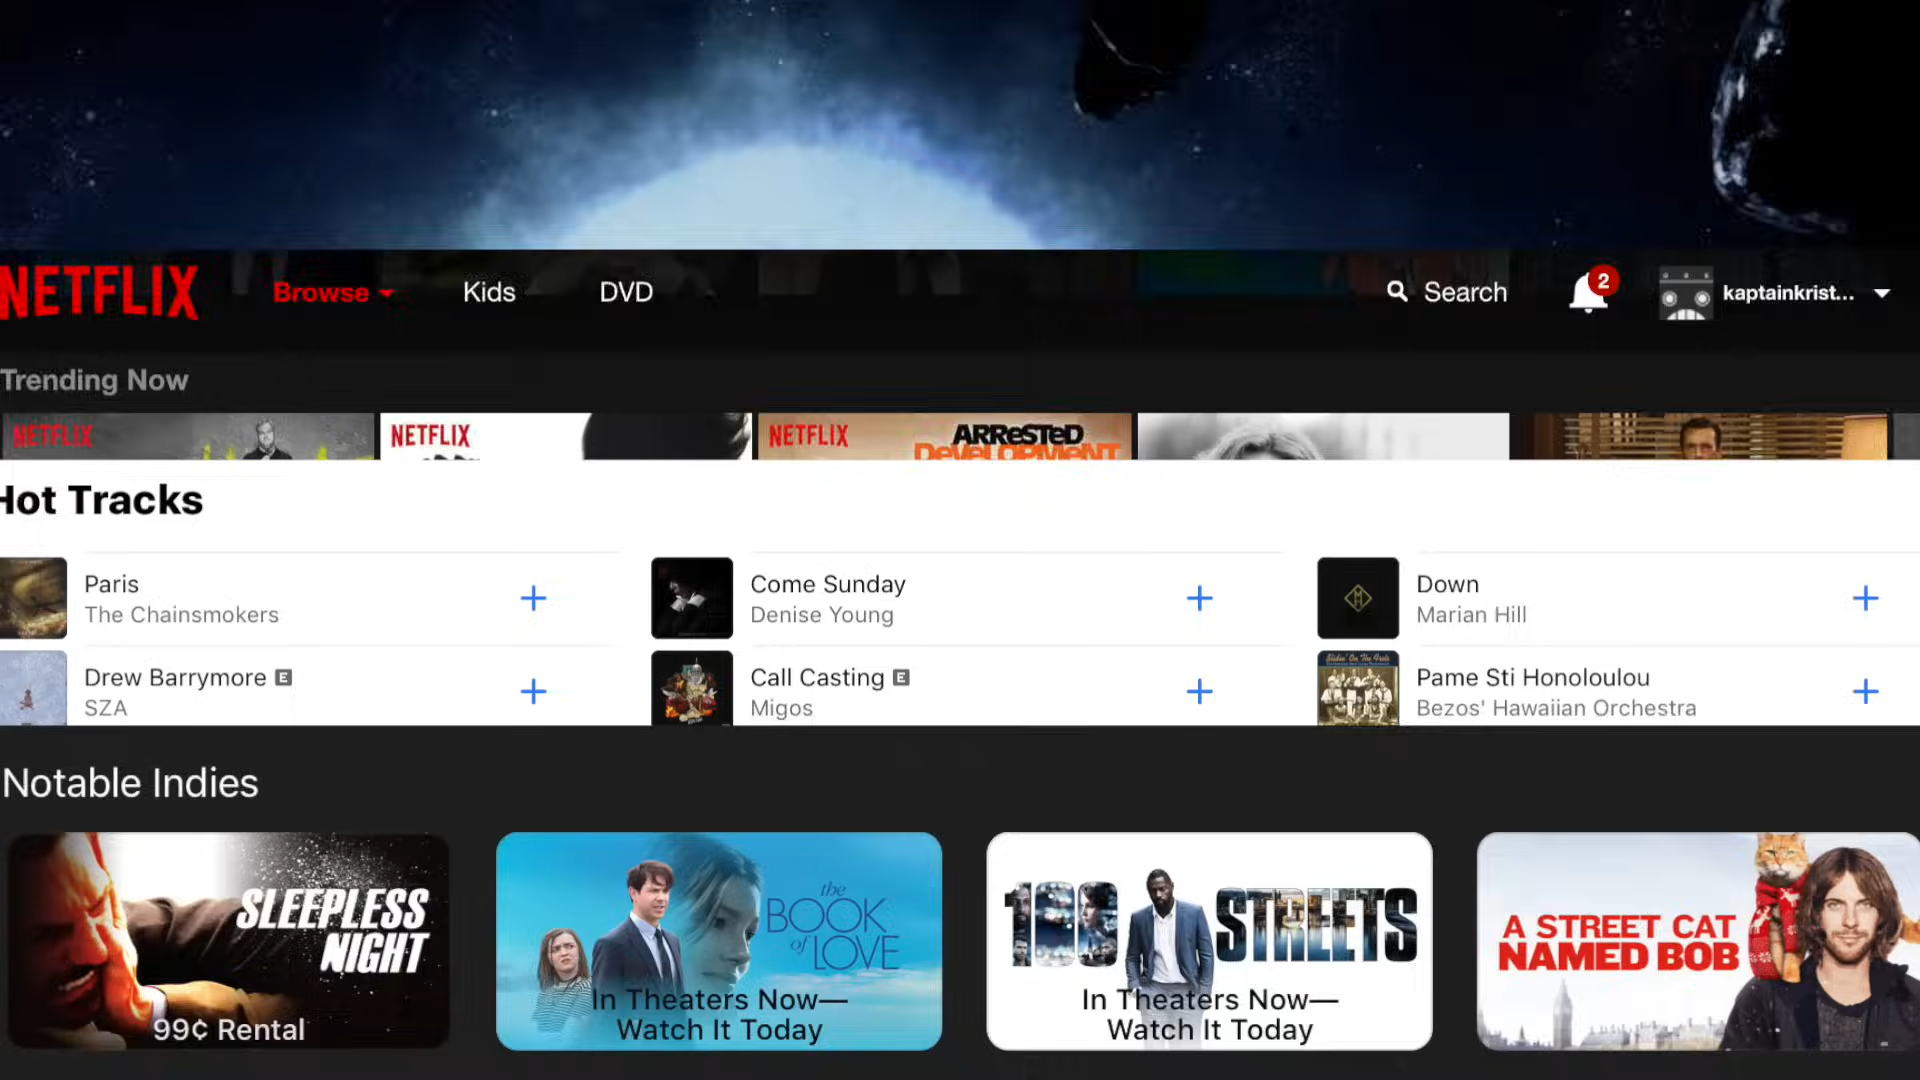 NETFLIX Browse Kids DVD Search 2 kaptainkrist...
Trending Now
NETFLIX NETFLIX NETFLIX ARReSTeD
DeVeLOPMeNT
Hot Tracks
Paris
The Chainsmokers
Come Sunday
Denise Young
Down
Marian Hill
Drew Barrymore E
SZA
Call Casting E
Migos
Pame Sti Honoloulou
Bezos' Hawaiian Orchestra
Notable Indies
SLEEPLESS
NIGHT
99¢ Rental
the
BOOK
of LOVE
In Theaters Now—
Watch It Today
100 STREETS
In Theaters Now—
Watch It Today
A STREET CAT
NAMED BOB